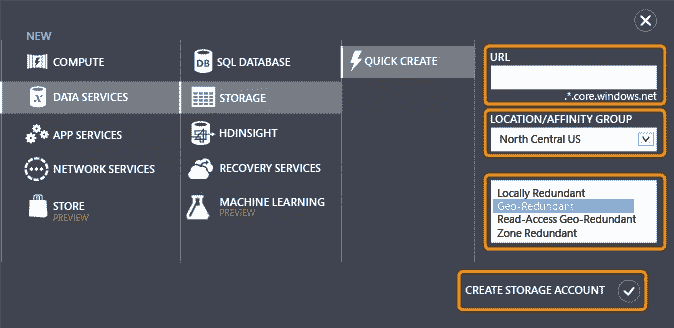 NEW
COMPUTE
DATA SERVICES
APP SERVICES
NETWORK SERVICES
STORE
PREVIEW
DB
SQL DATABASE
STORAGE
HDINSIGHT
RECOVERY SERVICES
MACHINE LEARNING
PREVIEW
QUICK CREATE
URL
.*.core.windows.net
LOCATION/AFFINITY GROUP
North Central US
Locally Redundant
Geo-Redundant
Read-Access Geo-Redundant
Zone Redundant
CREATE STORAGE ACCOUNT